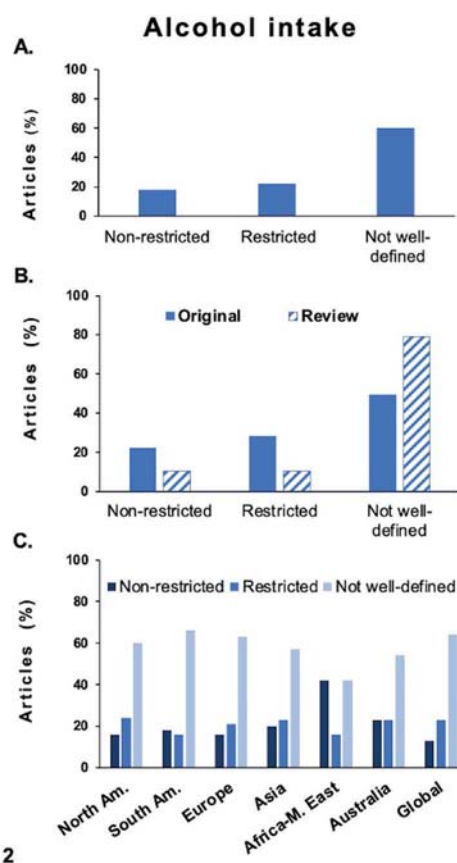 Alcohol intake
A.
Articles (%)
100
80
60
40
20
0
Non-restricted Restricted Not well-
defined
B.
Articles (%)
100
80
60
40
20
0
Original Review
Non-restricted Restricted Not well-
defined
C.
Articles (%)
100
80
60
40
20
0
Non-restricted Restricted Not well-defined
North Am. South Am. Europe Asia Africa-M. East Australia Global
2